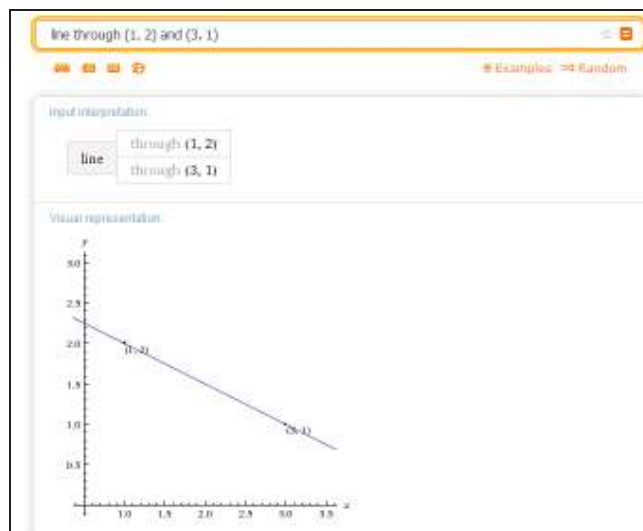 line through (1, 2) and (3, 1)
Examples Random
Input interpretation:
line
through (1, 2)
through (3, 1)
Visual representation:
y
3.0
2.5
2.0
(1, 2)
1.5
1.0
(3, 1)
0.5
1.0 1.5 2.0 2.5 3.0 3.5 x